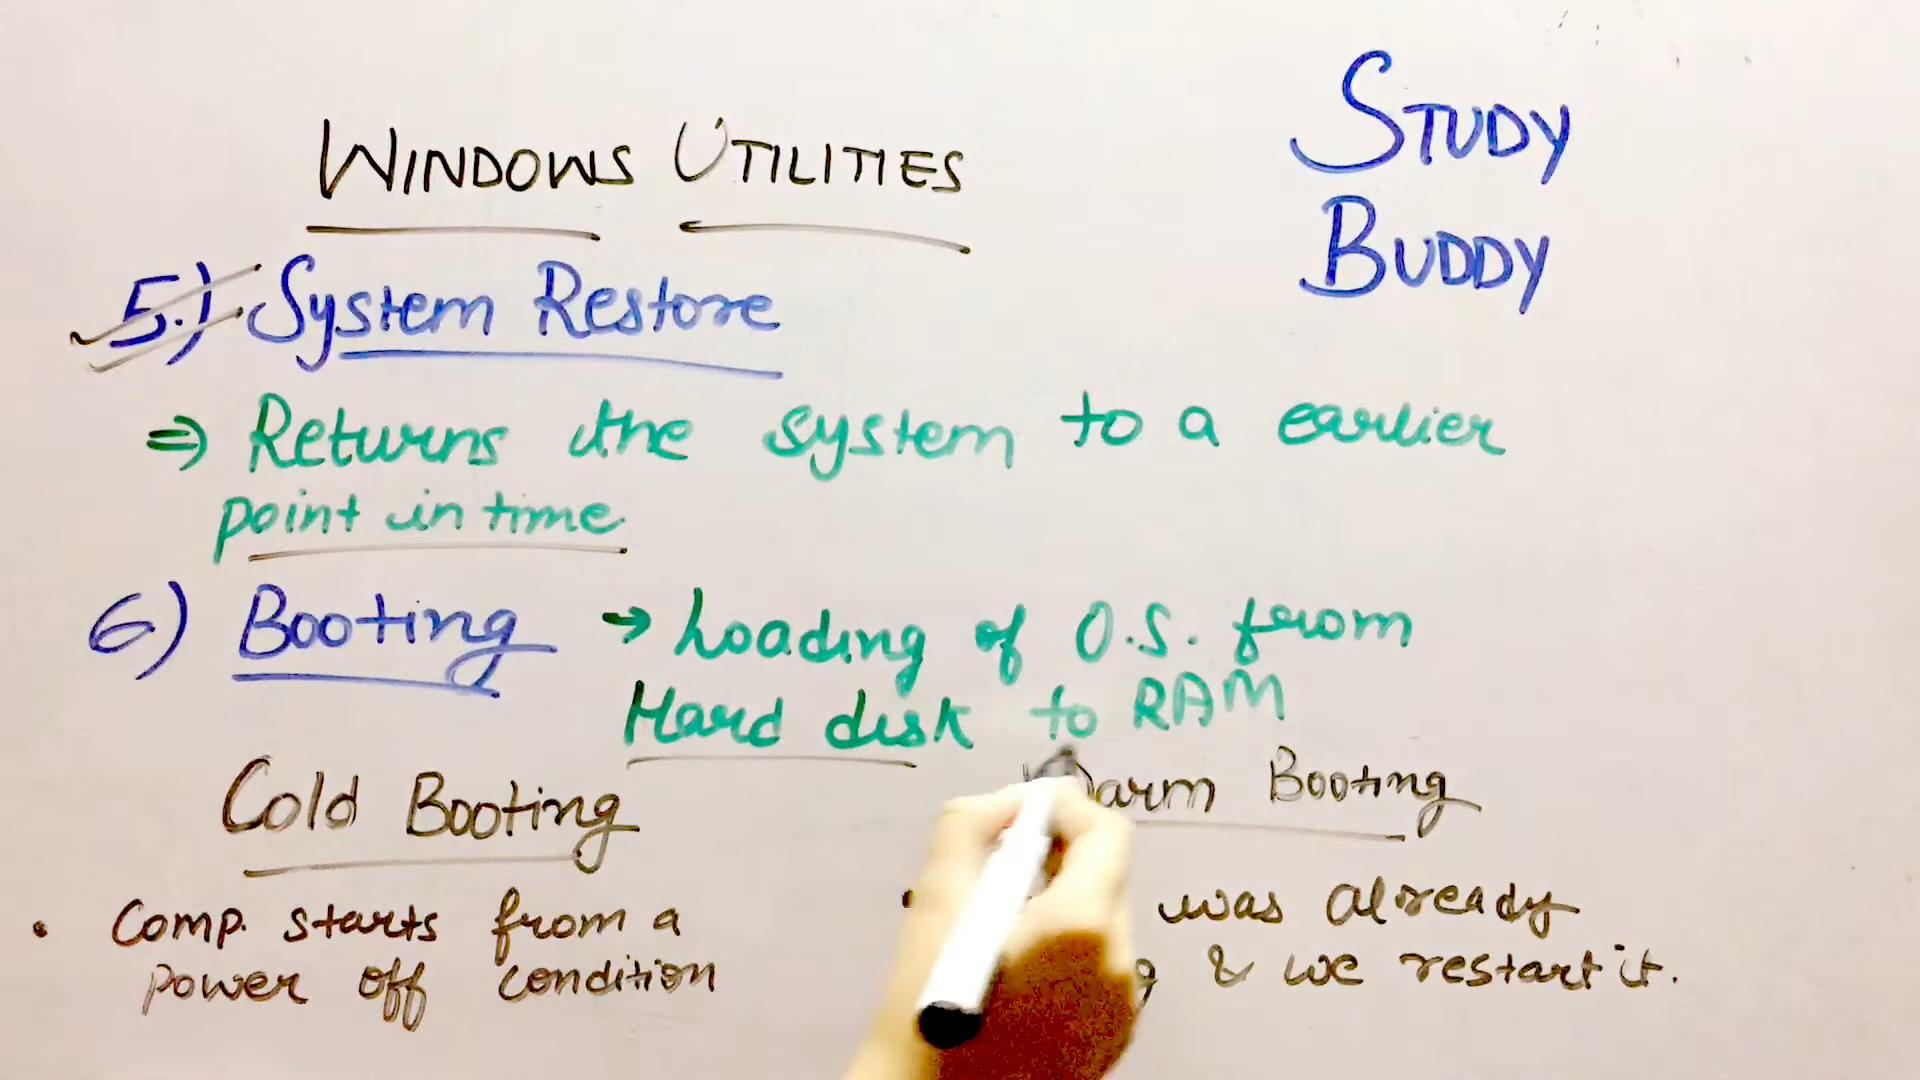 WINDOWS UTILITIES
STUDY
BUDDY
5.) System Restore
⇒ Returns the system to a earlier
point in time
6) Booting → Loading of O.S. from
Hard disk to RAM
Cold Booting
• Comp. starts from a
power off condition
Warm Booting
• was already
& we restart it.